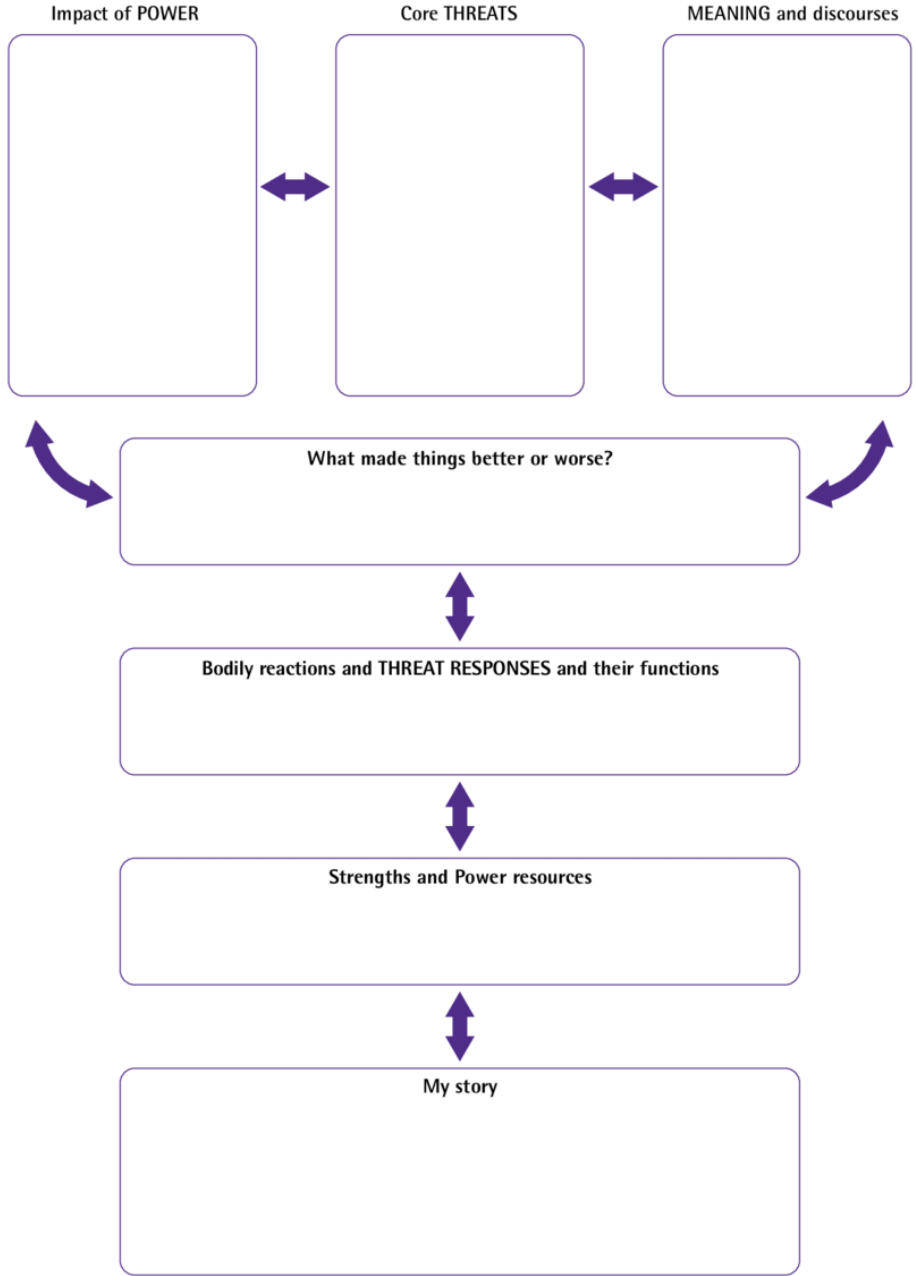 Impact of POWER
Core THREATS
MEANING and discourses
What made things better or worse?
Bodily reactions and THREAT RESPONSES and their functions
Strengths and Power resources
My story